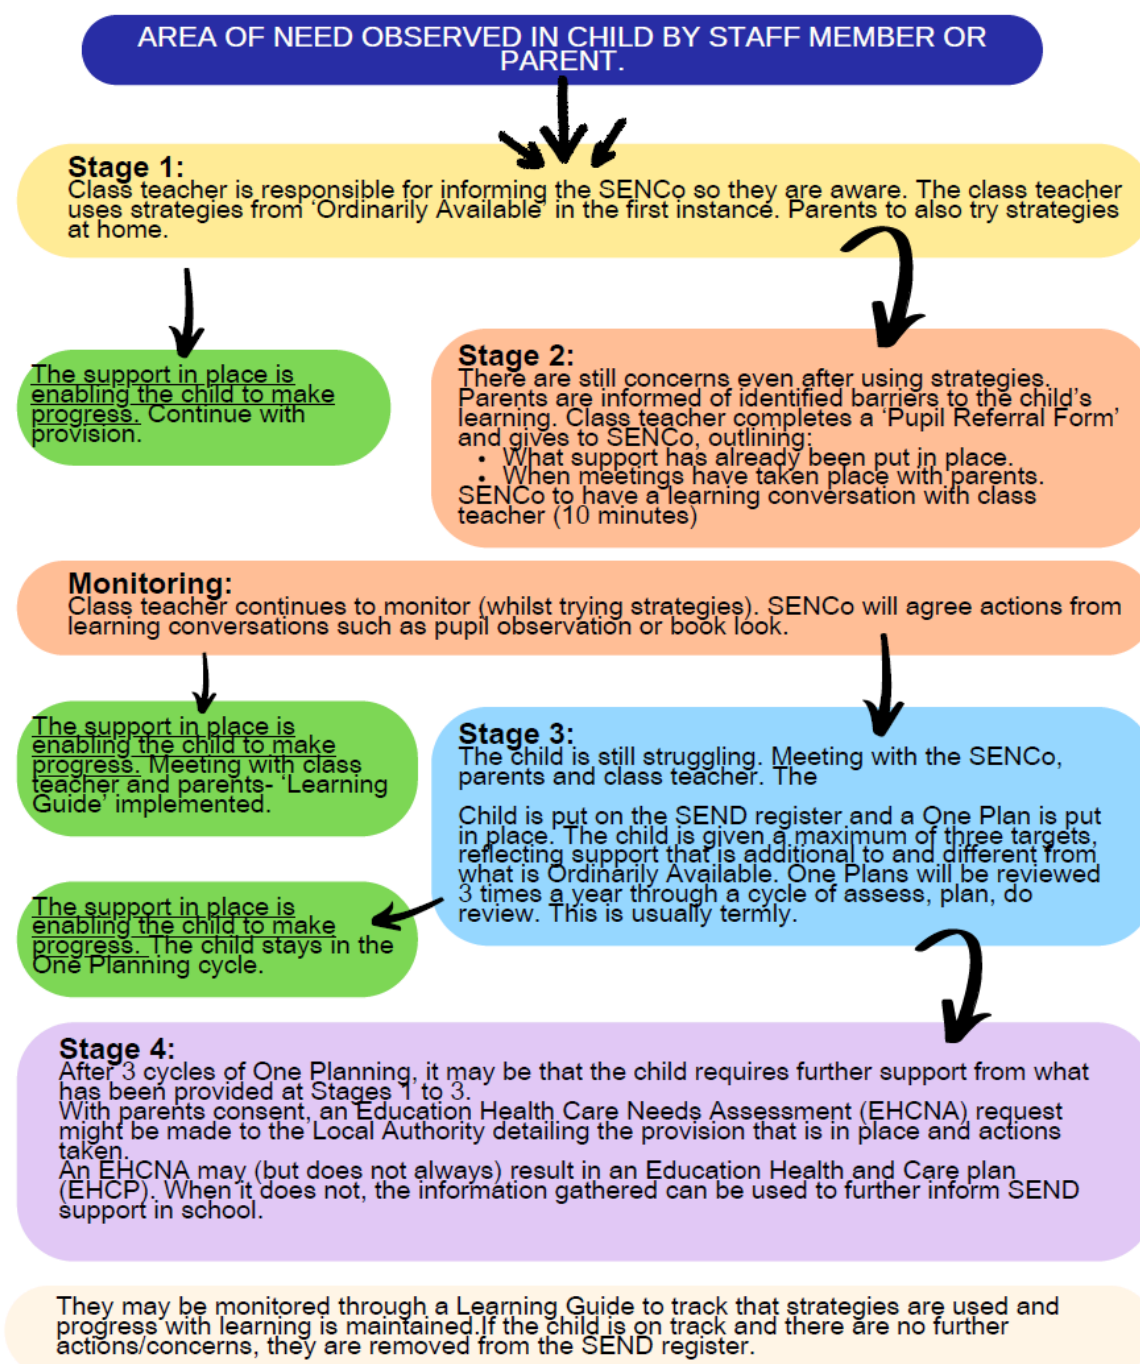 AREA OF NEED OBSERVED IN CHILD BY STAFF MEMBER OR
PARENT.
Stage 1:
Class teacher is responsible for informing the SENCo so they are aware. The class teacher
uses strategies from ‘Ordinarily Available’ in the first instance. Parents to also try strategies
at home.
The support in place is
enabling the child to make
progress. Continue with
provision.
Stage 2:
There are still concerns even after using strategies.
Parents are informed of identified barriers to the child’s
learning. Class teacher completes a ‘Pupil Referral Form’
and gives to SENCo, outlining:
• What support has already been put in place.
• When meetings have taken place with parents.
SENCo to have a learning conversation with class
teacher (10 minutes)
Monitoring:
Class teacher continues to monitor (whilst trying strategies). SENCo will agree actions from
learning conversations such as pupil observation or book look.
The support in place is
enabling the child to make
progress. Meeting with class
teacher and parents- ‘Learning
Guide’ implemented.
Stage 3:
The child is still struggling. Meeting with the SENCo,
parents and class teacher. The
Child is put on the SEND register and a One Plan is put
in place. The child is given a maximum of three targets,
reflecting support that is additional to and different from
what is Ordinarily Available. One Plans will be reviewed
3 times a year through a cycle of assess, plan, do
review. This is usually termly.
The support in place is
enabling the child to make
progress. The child stays in the
One Planning cycle.
Stage 4:
After 3 cycles of One Planning, it may be that the child requires further support from what
has been provided at Stages 1 to 3.
With parents consent, an Education Health Care Needs Assessment (EHCNA) request
might be made to the Local Authority detailing the provision that is in place and actions
taken.
An EHCNA may (but does not always) result in an Education Health and Care plan
(EHCP). When it does not, the information gathered can be used to further inform SEND
support in school.
They may be monitored through a Learning Guide to track that strategies are used and
progress with learning is maintained.If the child is on track and there are no further
actions/concerns, they are removed from the SEND register.